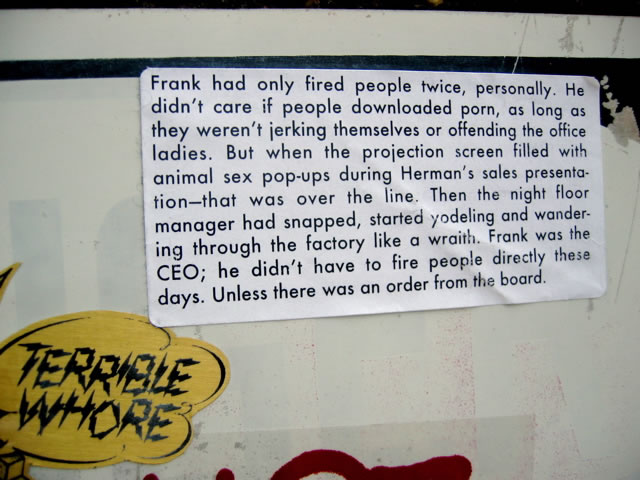 Frank had only fired people twice, personally. He
didn't care if people downloaded porn, as long as
they weren't jerking themselves or offending the office
ladies. But when the projection screen filled with
animal sex pop-ups during Herman's sales presenta-
tion—that was over the line. Then the night floor
manager had snapped, started yodeling and wander-
ing through the factory like a wraith. Frank was the
CEO; he didn't have to fire people directly these
days. Unless there was an order from the board.
TERRIBLE
WHORE